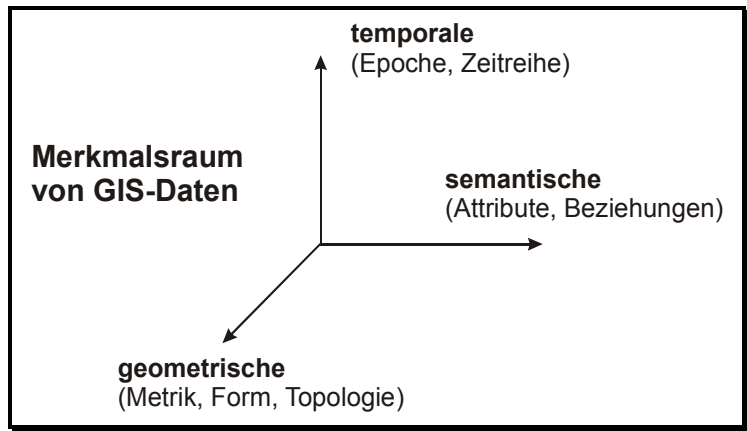 temporale
(Epoche, Zeitreihe)
Merkmalsraum
von GIS-Daten
semantische
(Attribute, Beziehungen)
geometrische
(Metrik, Form, Topologie)